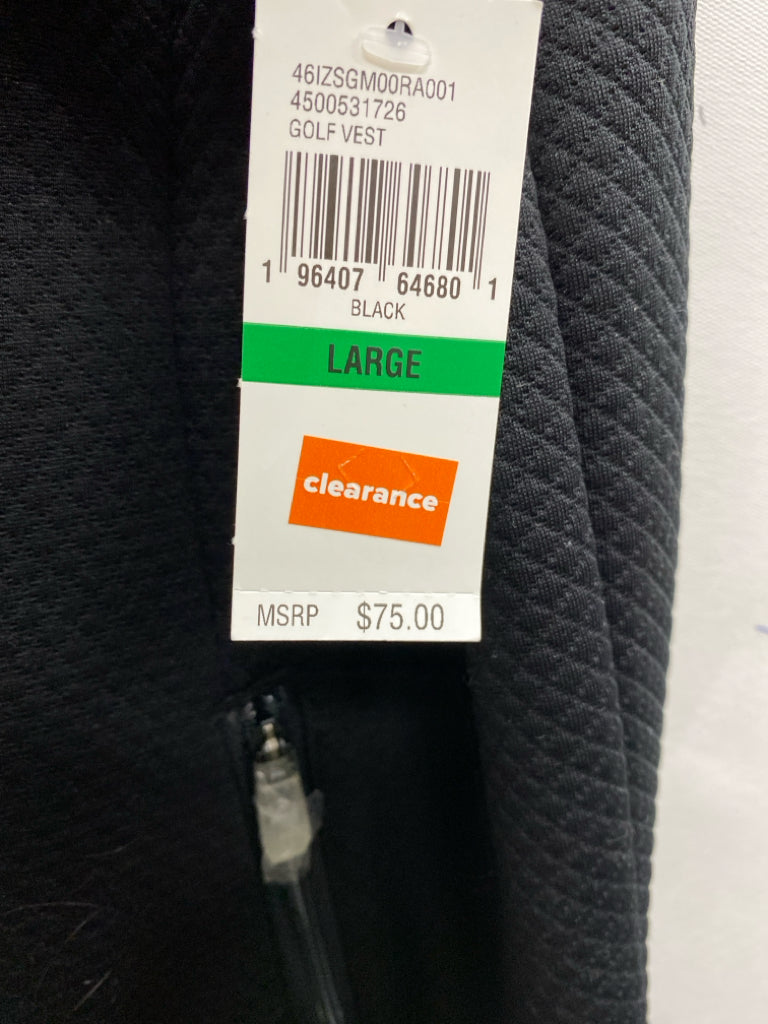 46IZSGM00RA001
4500531726
GOLF VEST
1 96407 64680 1
BLACK
LARGE
clearance
MSRP $75.00